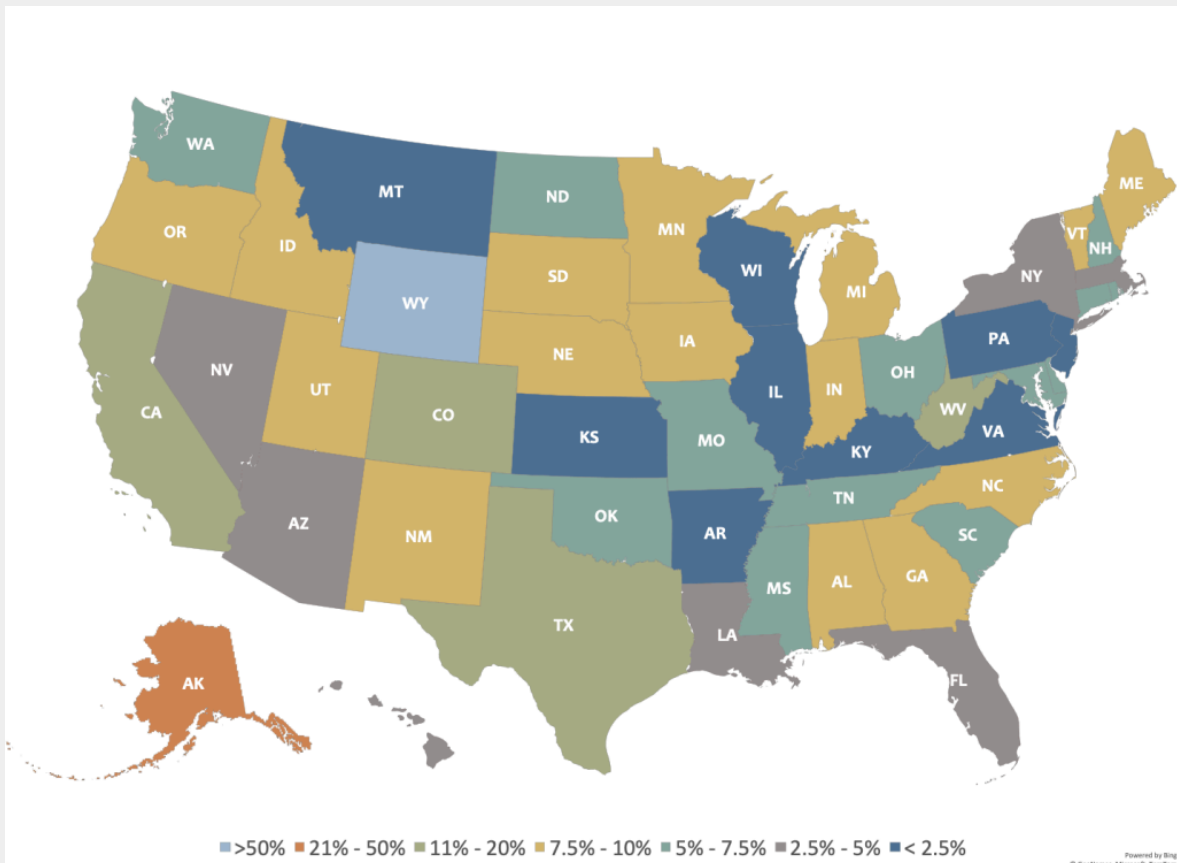 WA
MT
ND
MN
ME
OR
ID
VT
NH
WI
SD
NY
MI
WY
PA
IA
NE
OH
NV
UT
IL
IN
CA
CO
WV
VA
KS
MO
KY
NC
TN
AZ
OK
NM
AR
SC
MS
AL
GA
TX
LA
FL
AK
>50% 21% - 50% 11% - 20% 7.5% - 10% 5% - 7.5% 2.5% - 5% < 2.5%
Powered by Bing